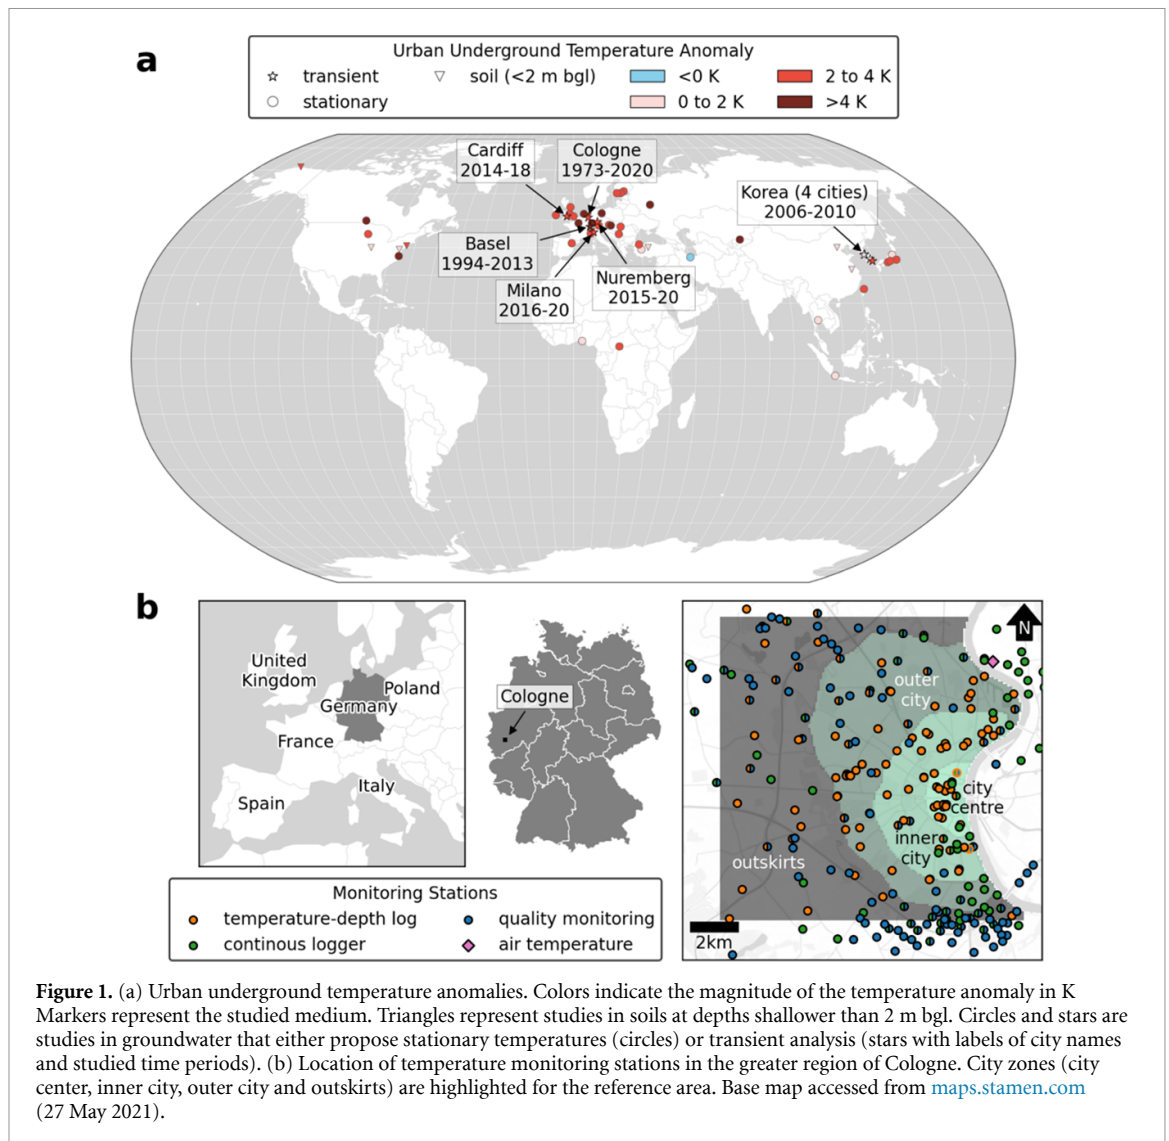 a
Urban Underground Temperature Anomaly
transient
soil (<2 m bgl)
<0 K
2 to 4 K
stationary
0 to 2 K
>4 K
Cardiff
2014-18
Cologne
1973-2020
Korea (4 cities)
2006-2010
Basel
1994-2013
Milano
2016-20
Nuremberg
2015-20
b
United
Kingdom
Poland
Germany
France
Italy
Spain
Cologne
N
outer
city
city
centre
inner
city
outskirts
2km
Monitoring Stations
temperature-depth log
quality monitoring
continous logger
air temperature
Figure 1. (a) Urban underground temperature anomalies. Colors indicate the magnitude of the temperature anomaly in K
Markers represent the studied medium. Triangles represent studies in soils at depths shallower than 2 m bgl. Circles and stars are
studies in groundwater that either propose stationary temperatures (circles) or transient analysis (stars with labels of city names
and studied time periods). (b) Location of temperature monitoring stations in the greater region of Cologne. City zones (city
center, inner city, outer city and outskirts) are highlighted for the reference area. Base map accessed from maps.stamen.com
(27 May 2021).